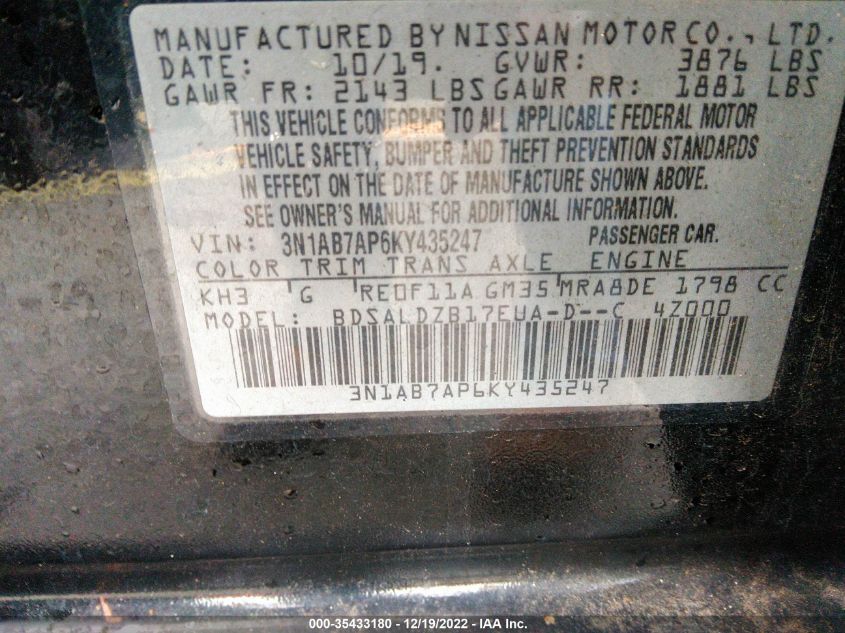 MANUFACTURED BY NISSAN MOTOR CO., LTD.
DATE: 10/19. GVWR: 3876 LBS
GAWR FR: 2143 LBS GAWR RR: 1881 LBS
THIS VEHICLE CONFORMS TO ALL APPLICABLE FEDERAL MOTOR
VEHICLE SAFETY, BUMPER AND THEFT PREVENTION STANDARDS
IN EFFECT ON THE DATE OF MANUFACTURE SHOWN ABOVE.
SEE OWNER'S MANUAL FOR ADDITIONAL INFORMATION.
VIN: 3N1AB7AP6KY435247 PASSENGER CAR.
COLOR TRIM TRANS AXLE ENGINE
KH3 G RE0F11A GM35 MRA8DE 1798 CC
MODEL: BDSALDZB17EUA-D--C 4Z000
3N1AB7AP6KY435247
000-35433180 - 12/19/2022 - IAA Inc.